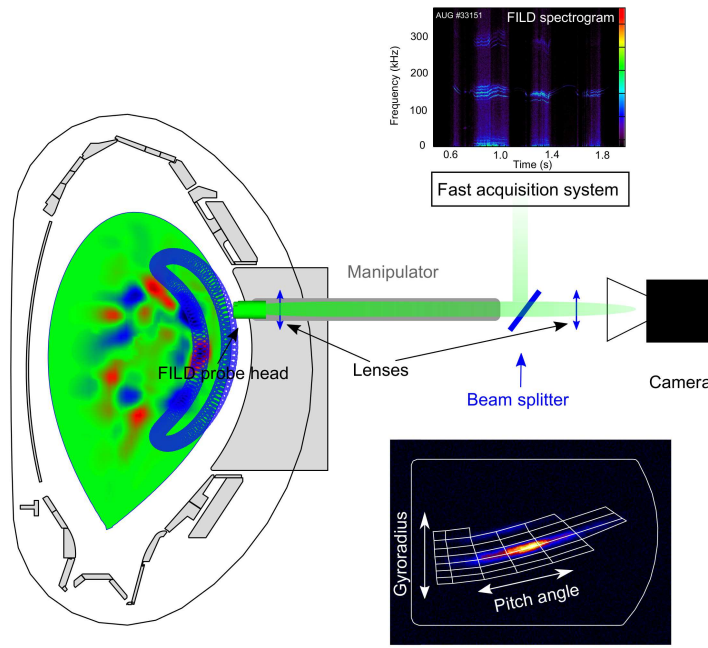 AUG #33151
FILD spectrogram
Frequency (kHz)
300
200
100
0
0.6
1.0
1.4
1.8
Time (s)
Fast acquisition system
Manipulator
FILD probe head
Lenses
Beam splitter
Camera
Gyroradius
Pitch angle